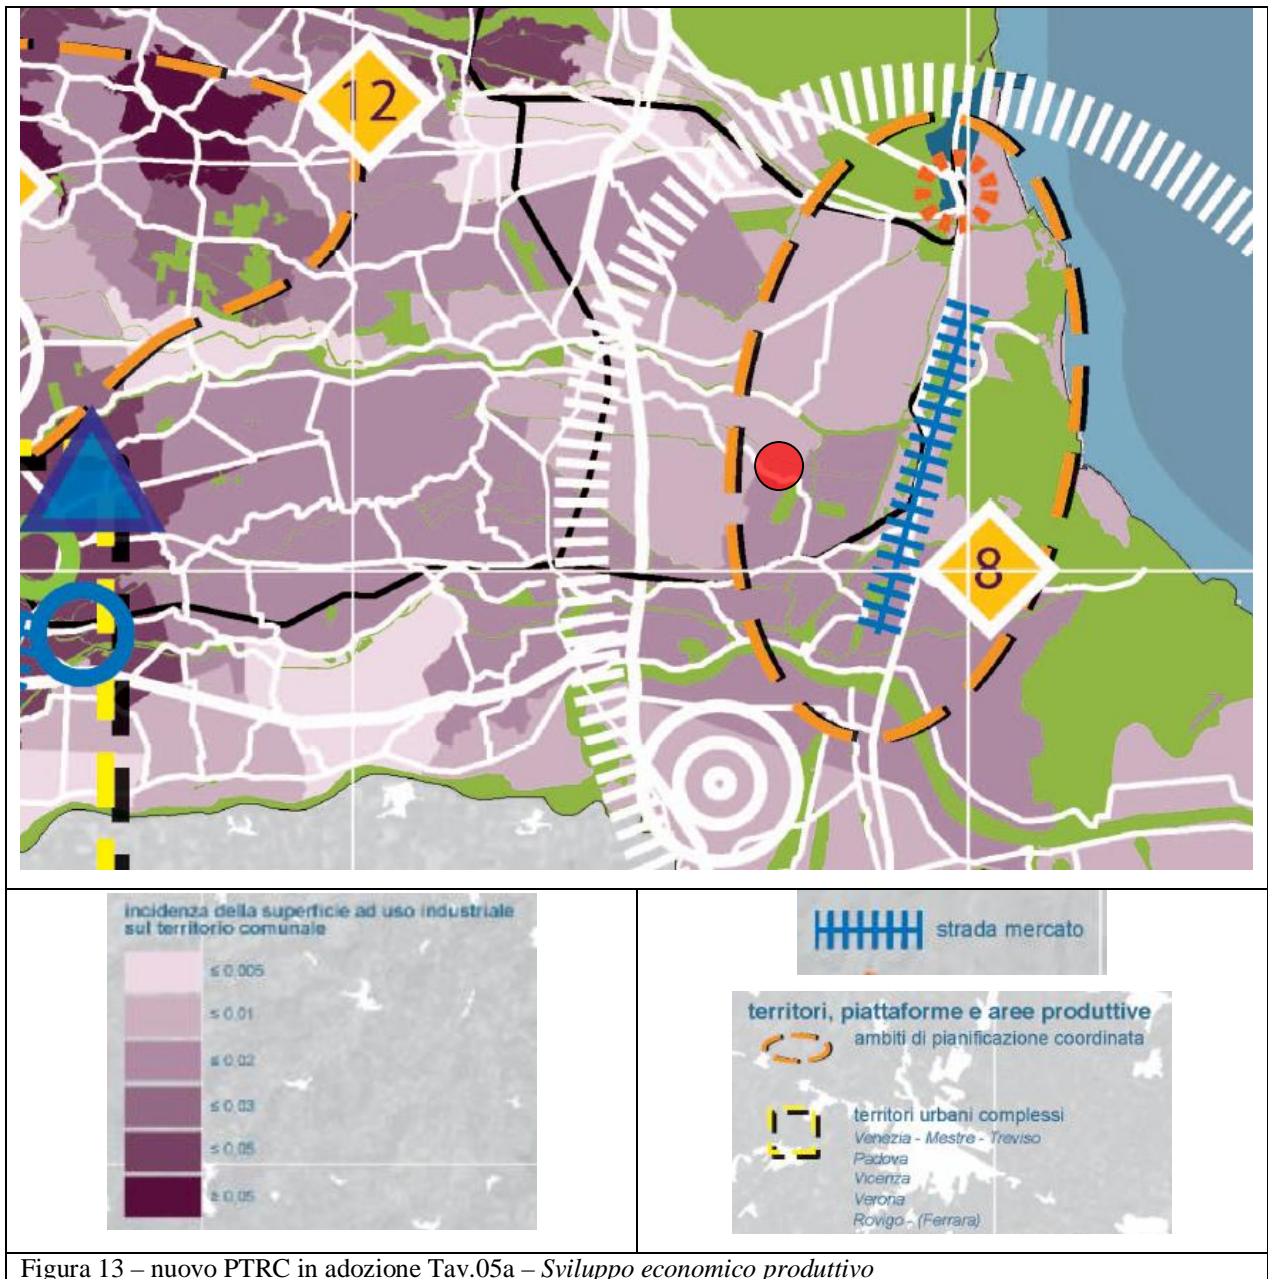 12
8
incidenza della superficie ad uso industriale
sul territorio comunale
≤ 0,005
≤ 0,01
≤ 0,02
≤ 0,03
≤ 0,05
≥ 0,05
strada mercato
territori, piattaforme e aree produttive
ambiti di pianificazione coordinata
territori urbani complessi
Venezia - Mestre - Treviso
Padova
Vicenza
Verona
Rovigo - (Ferrara)
Figura 13 – nuovo PTRC in adozione Tav.05a – Sviluppo economico produttivo